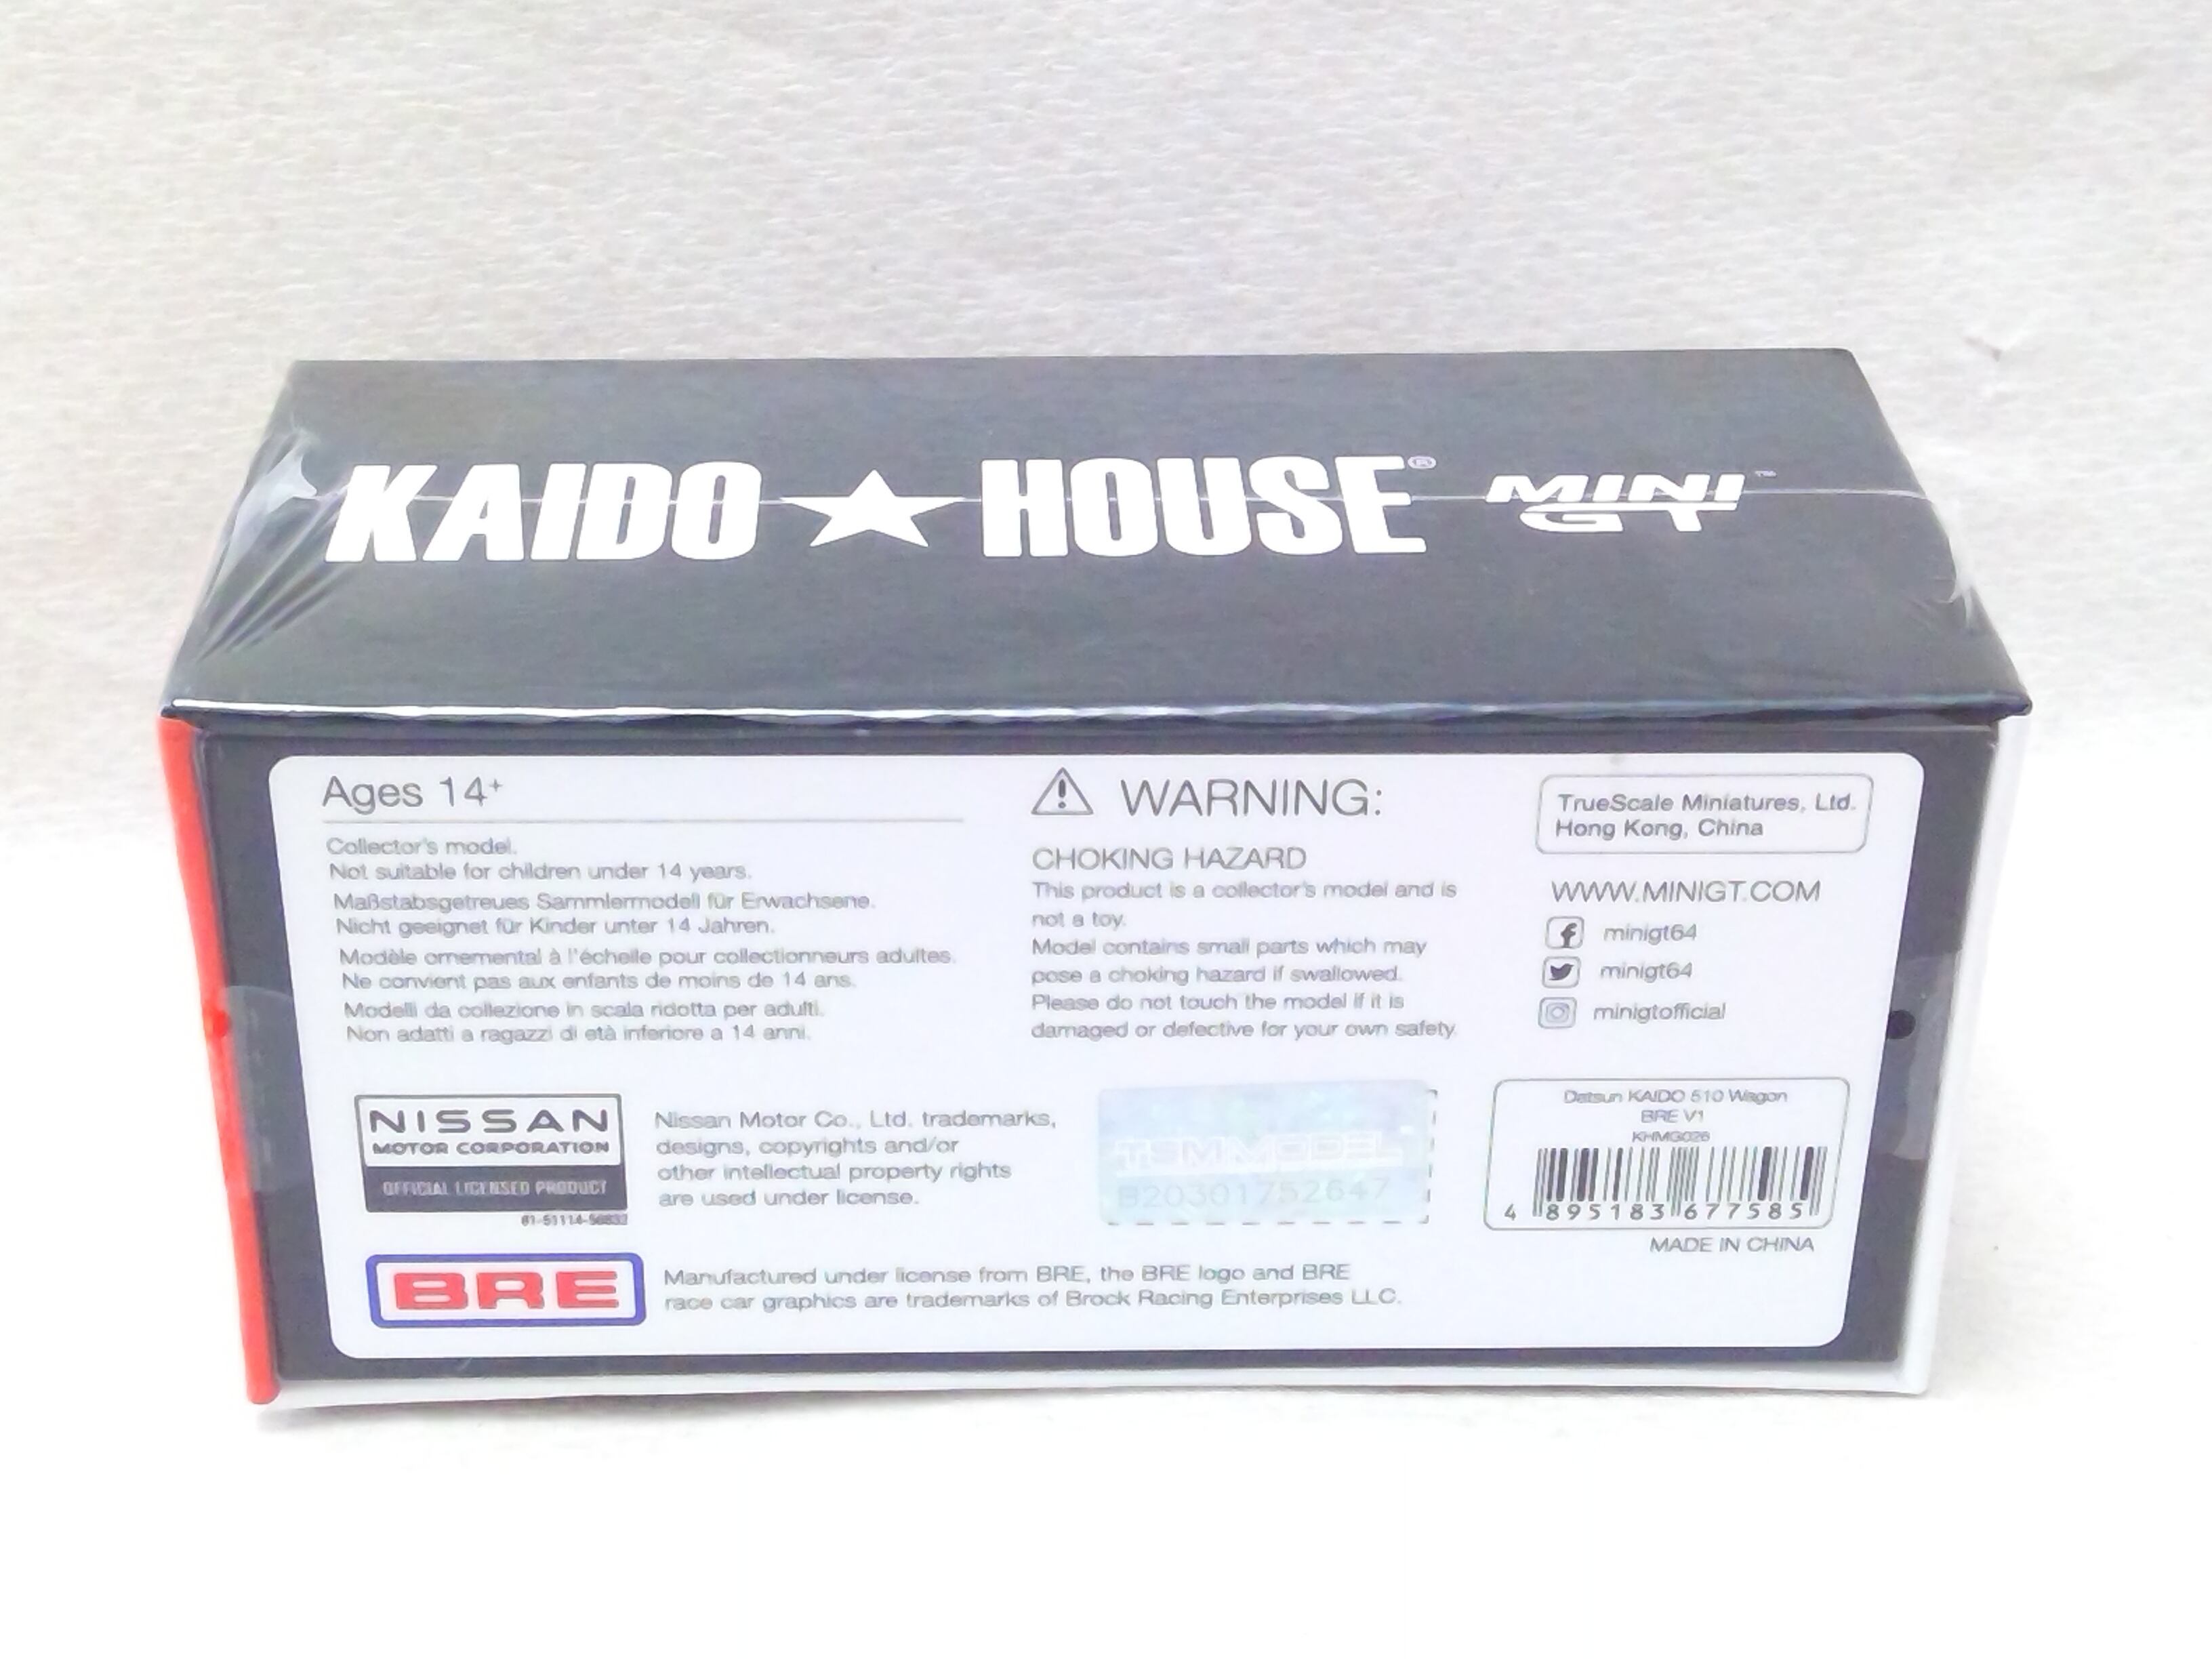 KAIDO★HOUSE® MINI GT™
Ages 14+
Collector's model.
Not suitable for children under 14 years.
Maßstabsgetreues Sammlermodell für Erwachsene.
Nicht geeignet für Kinder unter 14 Jahren.
Modèle ornemental à l'échelle pour collectionneurs adultes.
Ne convient pas aux enfants de moins de 14 ans.
Modelli da collezione in scala ridotta per adulti.
Non adatti a ragazzi di età inferiore a 14 anni.
WARNING:
CHOKING HAZARD
This product is a collector's model and is
not a toy.
Model contains small parts which may
pose a choking hazard if swallowed.
Please do not touch the model if it is
damaged or defective for your own safety.
TrueScale Miniatures, Ltd.
Hong Kong, China
WWW.MINIGT.COM
minigt64
minigt64
minigtofficial
NISSAN
MOTOR CORPORATION
OFFICIAL LICENSED PRODUCT
Nissan Motor Co., Ltd. trademarks,
designs, copyrights and/or
other intellectual property rights
are used under license.
TSMMODEL
B20301752647
Datsun KAIDO 510 Wagon
BRE V1
KHMG026
4 895183 677585
MADE IN CHINA
BRE
Manufactured under license from BRE, the BRE logo and BRE
race car graphics are trademarks of Brock Racing Enterprises LLC.